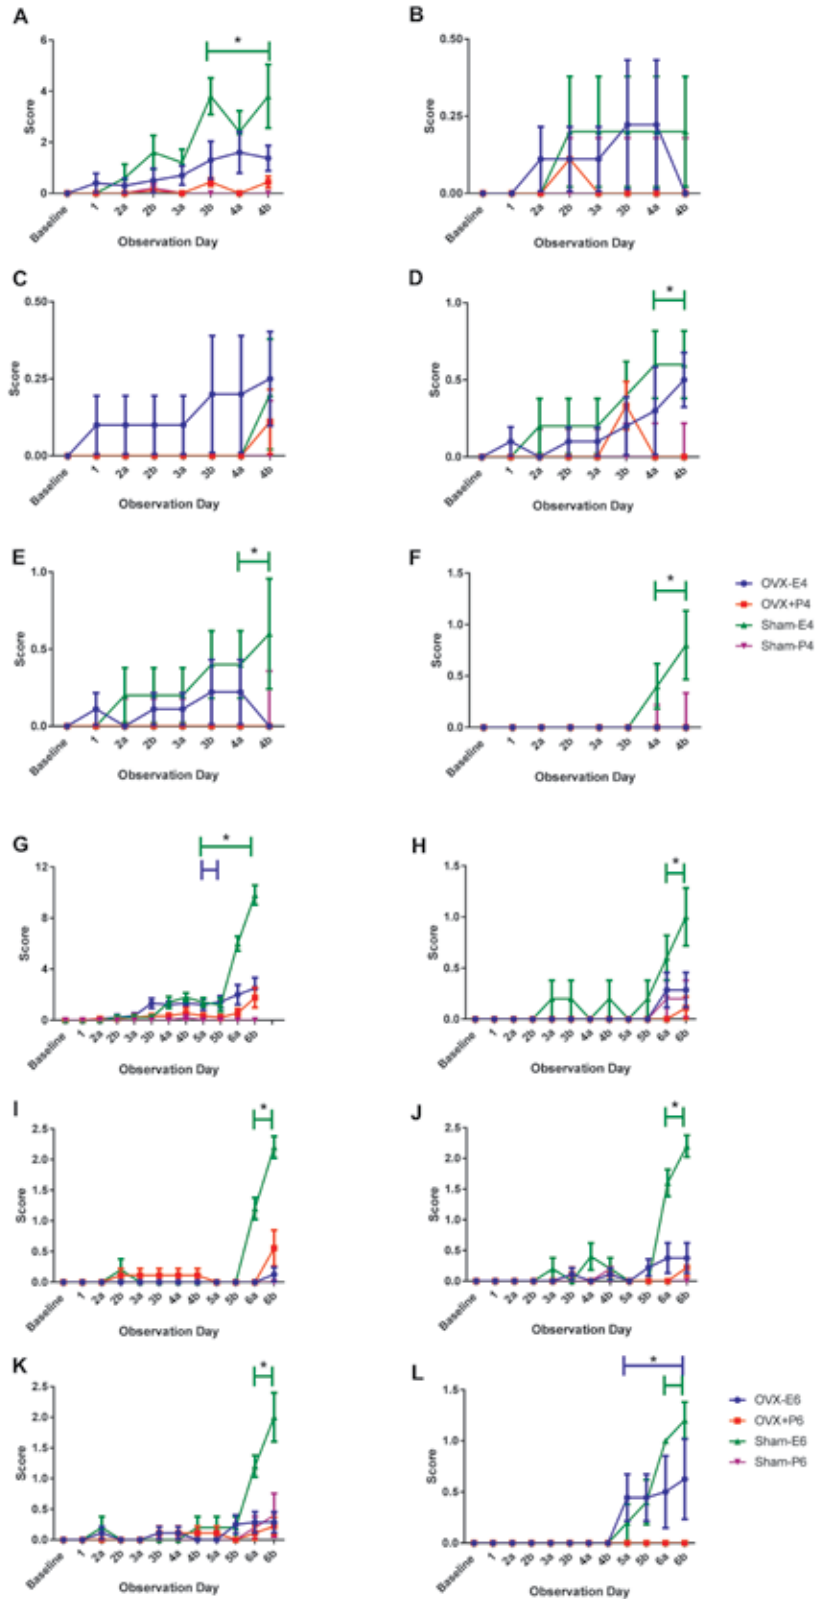 A
*
6
4
2
0
Score
Baseline 1 2a 2b 3a 3b 4a 4b
Observation Day
B
0.50
0.25
0.00
Score
Baseline 1 2a 2b 3a 3b 4a 4b
Observation Day
C
0.50
0.25
0.00
Score
Baseline 1 2a 2b 3a 3b 4a 4b
Observation Day
D
*
1.0
0.5
0.0
Score
Baseline 1 2a 2b 3a 3b 4a 4b
Observation Day
E
*
1.0
0.5
0.0
Score
Baseline 1 2a 2b 3a 3b 4a 4b
Observation Day
F
*
1.5
1.0
0.5
0.0
Score
Baseline 1 2a 2b 3a 3b 4a 4b
Observation Day
OVX-E4
OVX+P4
Sham-E4
Sham-P4
G
*
12
8
4
0
Score
Baseline 1 2a 2b 3a 3b 4a 4b 5a 5b 6a 6b
Observation Day
H
*
1.5
1.0
0.5
0.0
Score
Baseline 1 2a 2b 3a 3b 4a 4b 5a 5b 6a 6b
Observation Day
I
*
2.5
2.0
1.5
1.0
0.5
0.0
Score
Baseline 1 2a 2b 3a 3b 4a 4b 5a 5b 6a 6b
Observation Day
J
*
2.5
2.0
1.5
1.0
0.5
0.0
Score
Baseline 1 2a 2b 3a 3b 4a 4b 5a 5b 6a 6b
Observation Day
K
*
2.5
2.0
1.5
1.0
0.5
0.0
Score
Baseline 1 2a 2b 3a 3b 4a 4b 5a 5b 6a 6b
Observation Day
L
*
1.5
1.0
0.5
0.0
Score
Baseline 1 2a 2b 3a 3b 4a 4b 5a 5b 6a 6b
Observation Day
OVX-E6
OVX+P6
Sham-E6
Sham-P6